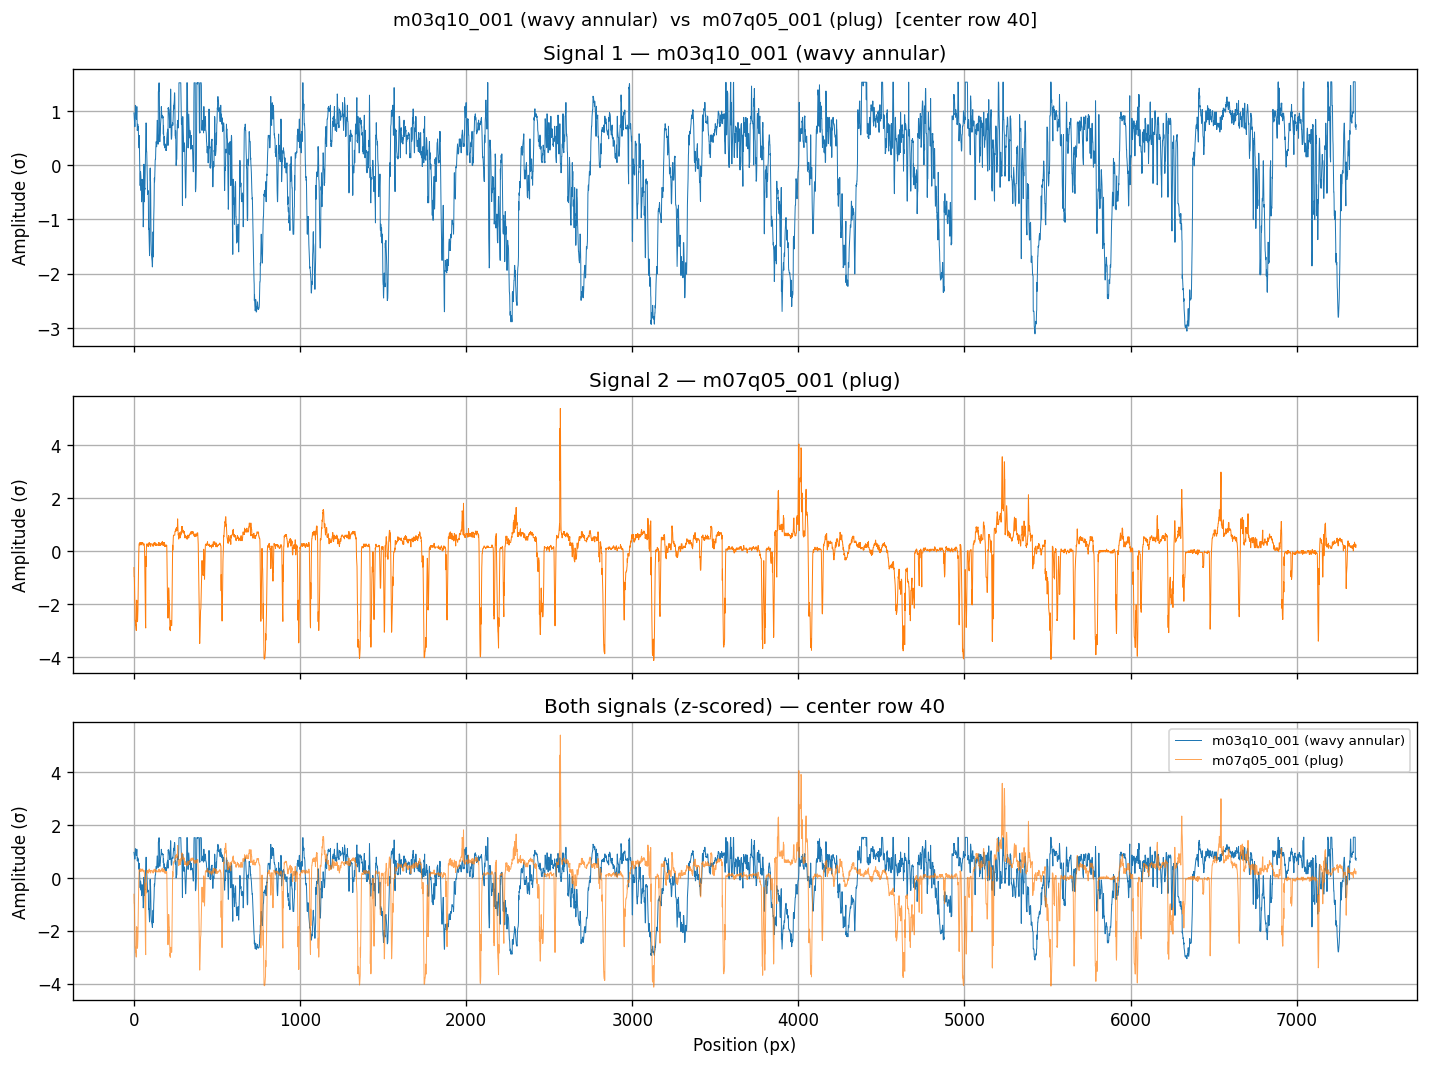 m03q10_001 (wavy annular)  vs  m07q05_001 (plug)  [center row 40]
Signal 1 — m03q10_001 (wavy annular)
Amplitude (σ)
1
0
−1
−2
−3
Signal 2 — m07q05_001 (plug)
Amplitude (σ)
4
2
0
−2
−4
Both signals (z-scored) — center row 40
Amplitude (σ)
4
2
0
−2
−4
m03q10_001 (wavy annular)
m07q05_001 (plug)
0 1000 2000 3000 4000 5000 6000 7000
Position (px)